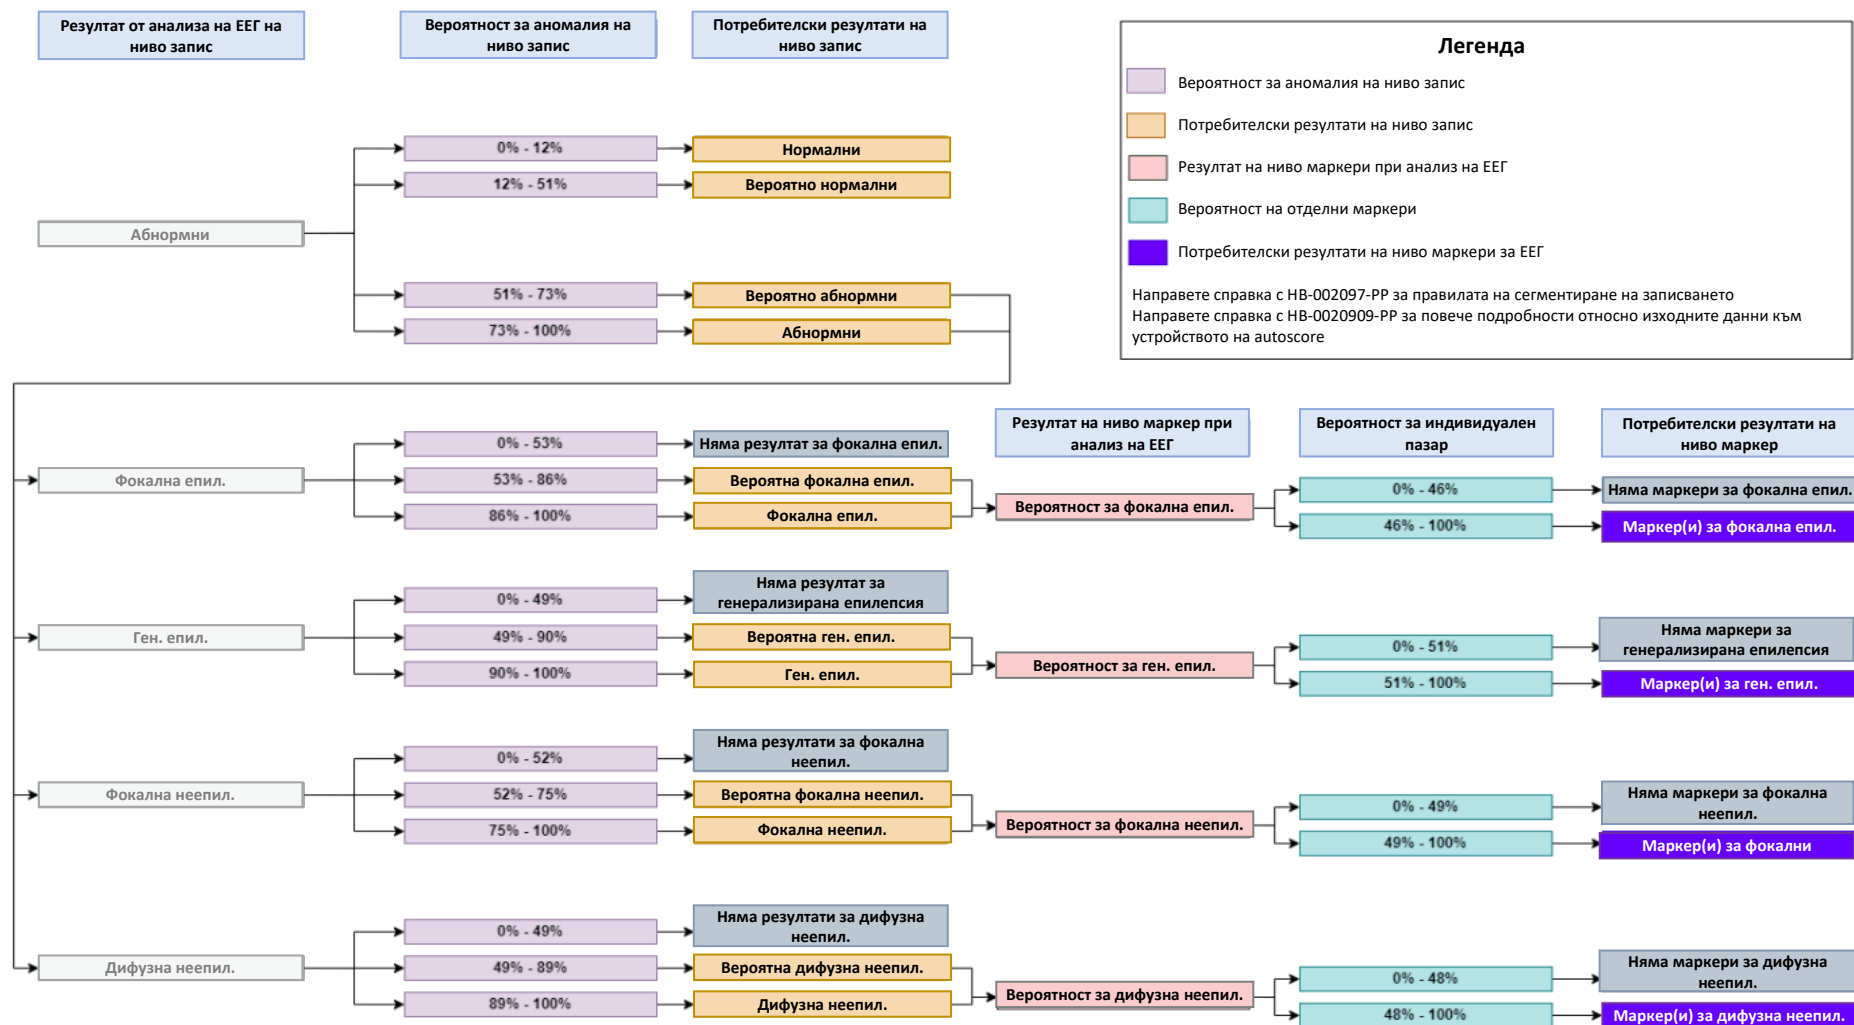 Резултат от анализа на ЕЕГ на
ниво запис
Вероятност за аномалия на
ниво запис
Потребителски резултати на
ниво запис
Легенда
Вероятност за аномалия на ниво запис
Потребителски резултати на ниво запис
Резултат на ниво маркери при анализ на ЕЕГ
Вероятност на отделни маркери
Потребителски резултати на ниво маркери за ЕЕГ
Направете справка с HB-002097-PP за правилата на сегментиране на записването
Направете справка с HB-0020909-PP за повече подробности относно изходните данни към
устройството на autoscore
Абнормни
0% - 12%
Нормални
12% - 51%
Вероятно нормални
51% - 73%
Вероятно абнормни
73% - 100%
Абнормни
Резултат на ниво маркер при
анализ на ЕЕГ
Вероятност за индивидуален
пазар
Потребителски резултати на
ниво маркер
Фокална епил.
0% - 53%
Няма резултат за фокална епил.
53% - 86%
Вероятна фокална епил.
86% - 100%
Фокална епил.
Вероятност за фокална епил.
0% - 46%
Няма маркери за фокална епил.
46% - 100%
Маркер(и) за фокална епил.
Ген. епил.
0% - 49%
Няма резултат за
генерализирана епилепсия
49% - 90%
Вероятна ген. епил.
90% - 100%
Ген. епил.
Вероятност за ген. епил.
0% - 51%
Няма маркери за
генерализирана епилепсия
51% - 100%
Маркер(и) за ген. епил.
Фокална неепил.
0% - 52%
Няма резултати за фокална
неепил.
52% - 75%
Вероятна фокална неепил.
75% - 100%
Фокална неепил.
Вероятност за фокална неепил.
0% - 49%
Няма маркери за фокална
неепил.
49% - 100%
Маркер(и) за фокални
Дифузна неепил.
0% - 49%
Няма резултати за дифузна
неепил.
49% - 89%
Вероятна дифузна неепил.
89% - 100%
Дифузна неепил.
Вероятност за дифузна неепил.
0% - 48%
Няма маркери за дифузна
неепил.
48% - 100%
Маркер(и) за дифузна неепил.